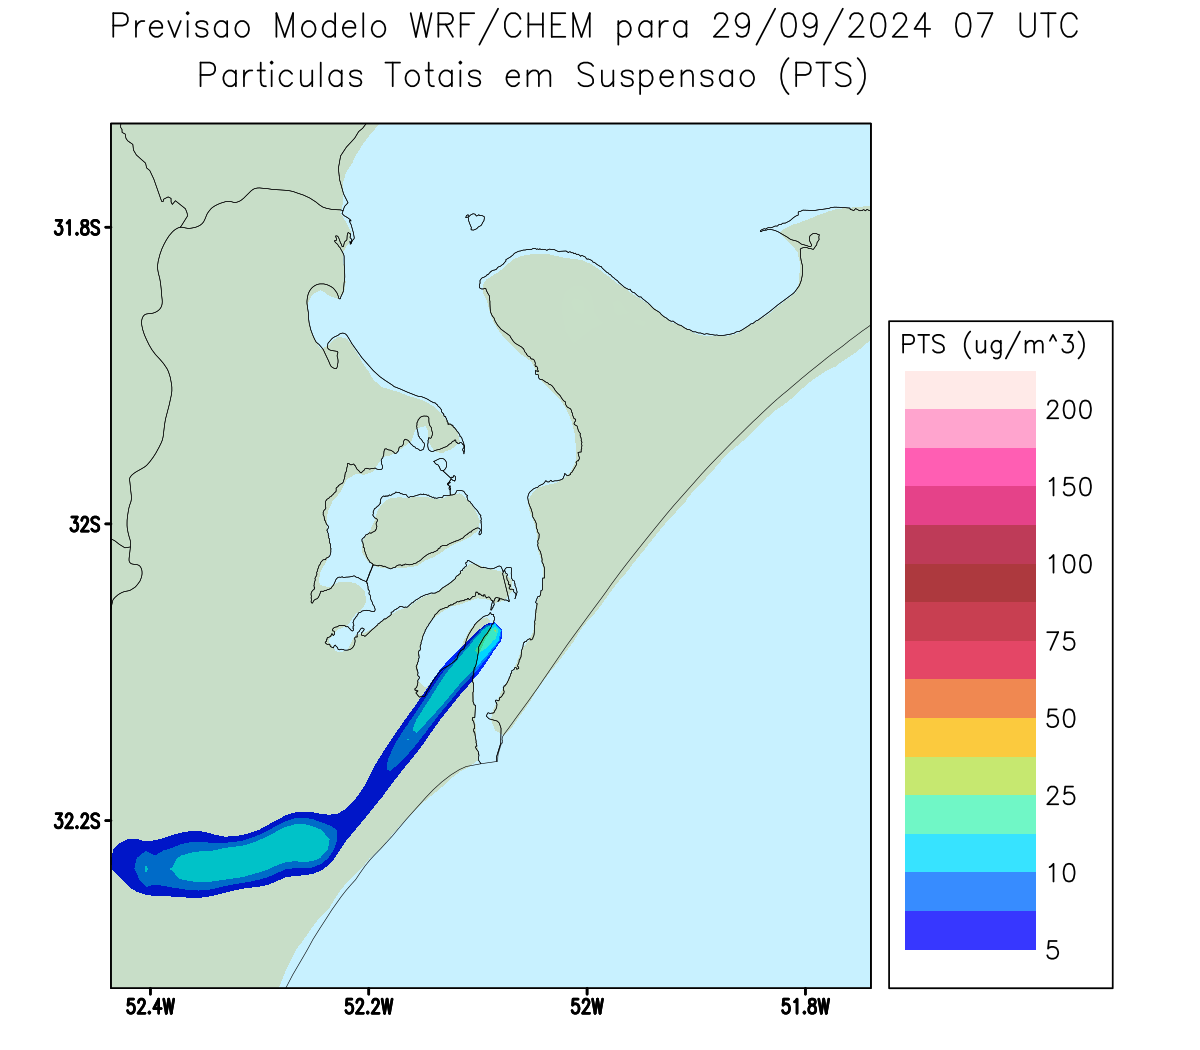 Previsao Modelo WRF/CHEM para 29/09/2024 07 UTC
Particulas Totais em Suspensao (PTS)
31.8S
32S
32.2S
52.4W
52.2W
52W
51.8W
PTS (ug/m^3)
200
150
100
75
50
25
10
5